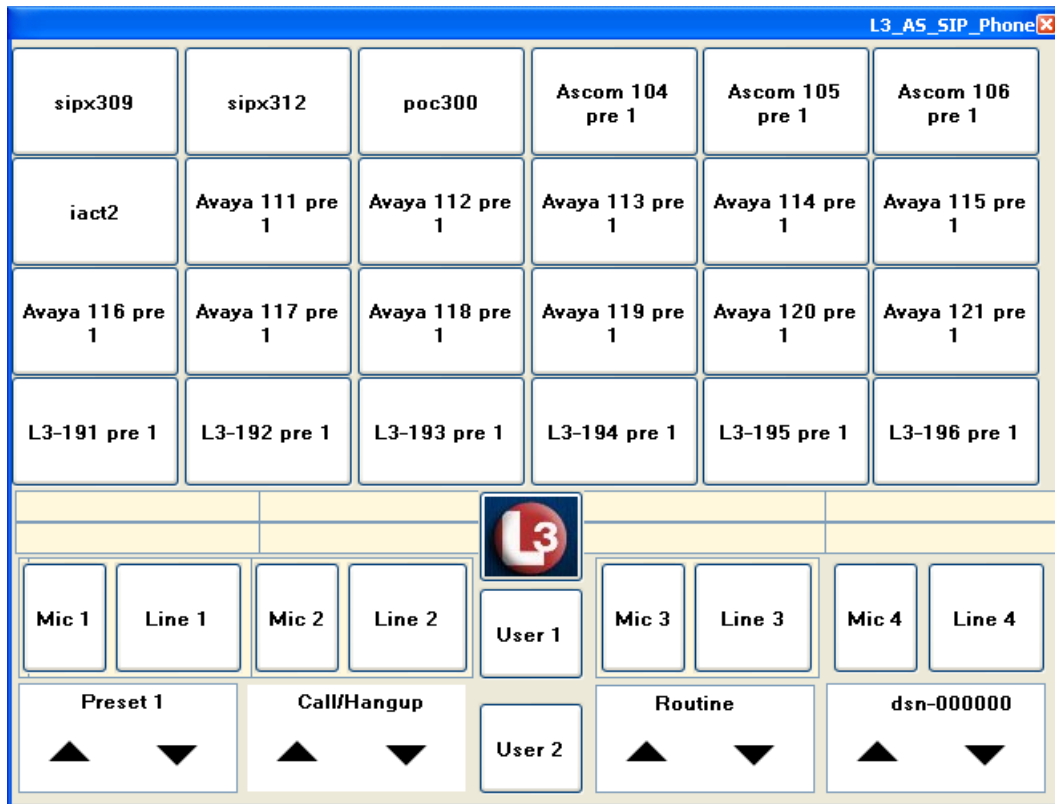 L3_AS_SIP_Phone
sipx309
sipx312
poc300
Ascom 104
pre 1
Ascom 105
pre 1
Ascom 106
pre 1
iact2
Avaya 111 pre
1
Avaya 112 pre
1
Avaya 113 pre
1
Avaya 114 pre
1
Avaya 115 pre
1
Avaya 116 pre
1
Avaya 117 pre
1
Avaya 118 pre
1
Avaya 119 pre
1
Avaya 120 pre
1
Avaya 121 pre
1
L3-191 pre 1
L3-192 pre 1
L3-193 pre 1
L3-194 pre 1
L3-195 pre 1
L3-196 pre 1
L3
Mic 1
Line 1
Mic 2
Line 2
User 1
Mic 3
Line 3
Mic 4
Line 4
Preset 1
Call/Hangup
User 2
Routine
dsn-000000